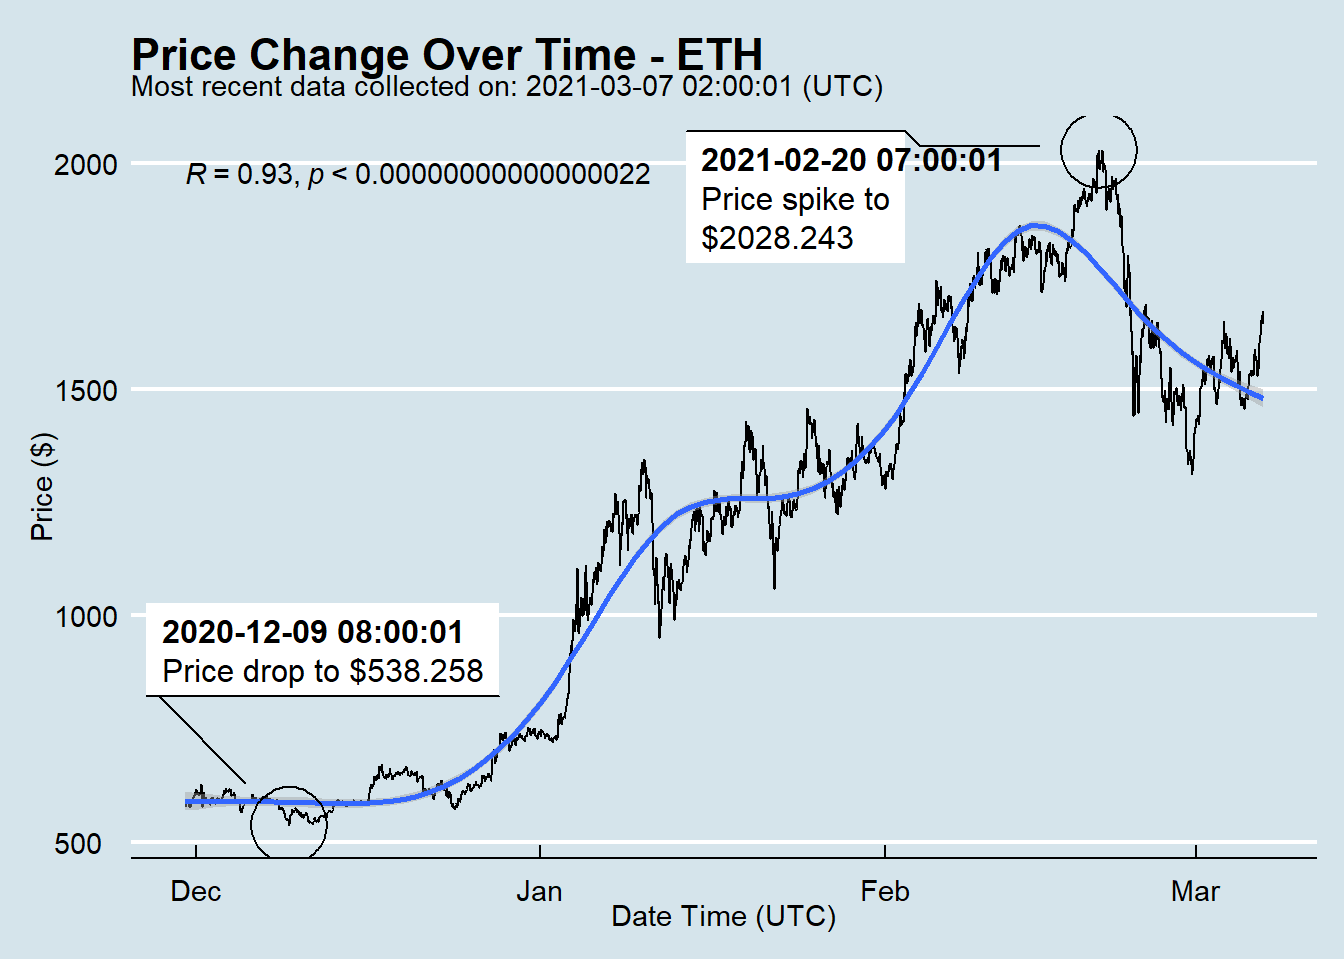 Price Change Over Time - ETH
Most recent data collected on: 2021-03-07 02:00:01 (UTC)
R = 0.93, p < 0.00000000000000022
2021-02-20 07:00:01
Price spike to
$2028.243
2020-12-09 08:00:01
Price drop to $538.258
Price ($)
2000
1500
1000
500
Dec
Jan
Feb
Mar
Date Time (UTC)